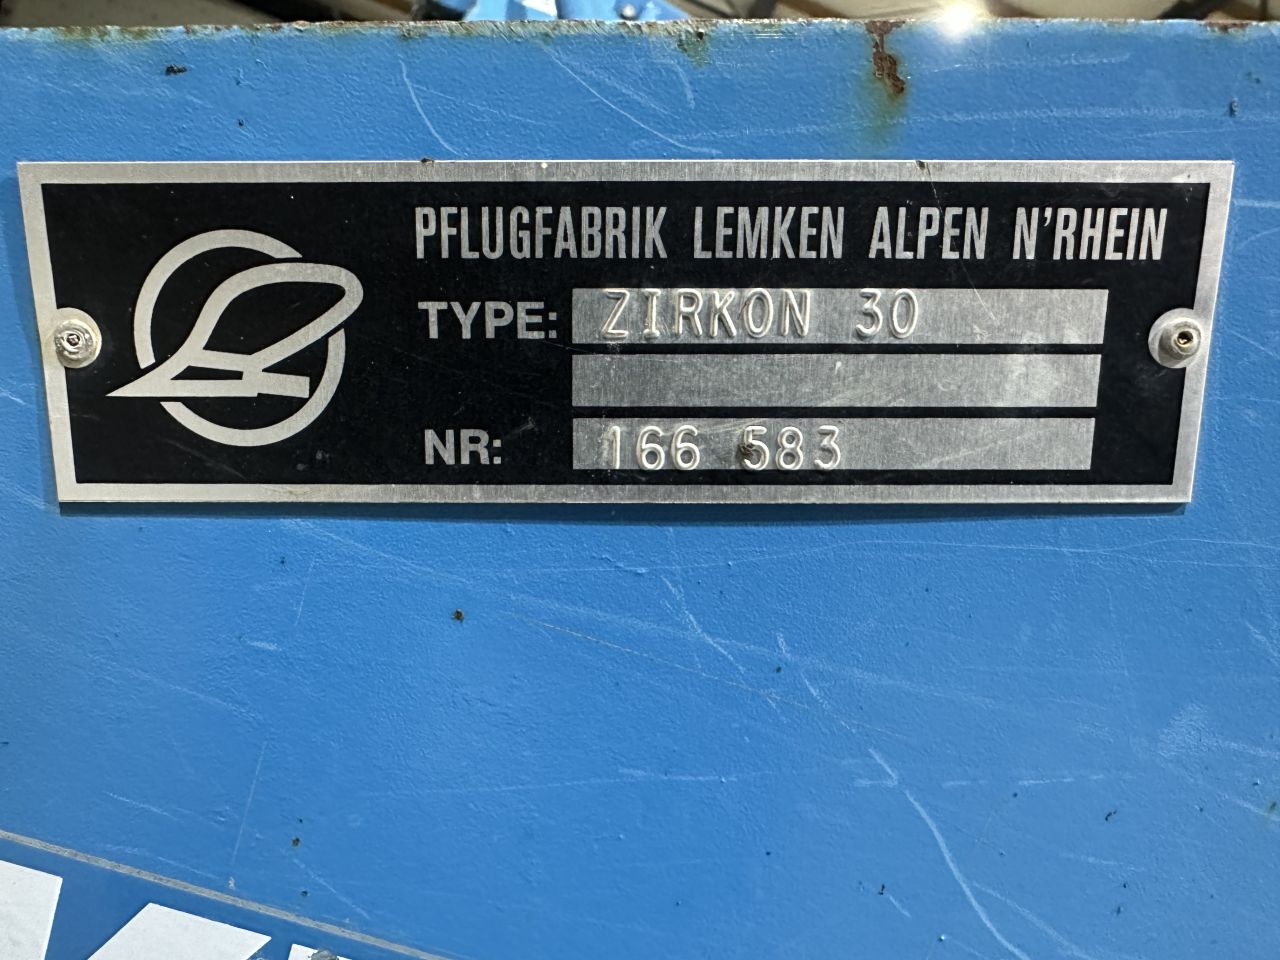 PFLUGFABRIK LEMKEN ALPEN N'RHEIN
TYPE: ZIRKON 30
NR: 166 583